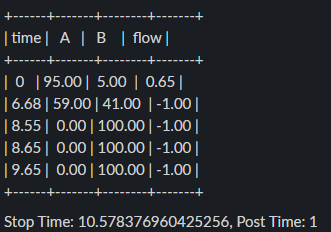 +------+-------+--------+-------+
| time | A | B | flow |
+------+-------+--------+-------+
| 0 | 95.00 | 5.00 | 0.65 |
| 6.68 | 59.00 | 41.00 | -1.00 |
| 8.55 | 0.00 | 100.00 | -1.00 |
| 8.65 | 0.00 | 100.00 | -1.00 |
| 9.65 | 0.00 | 100.00 | -1.00 |
+------+-------+--------+-------+
Stop Time: 10.578376960425256, Post Time: 1